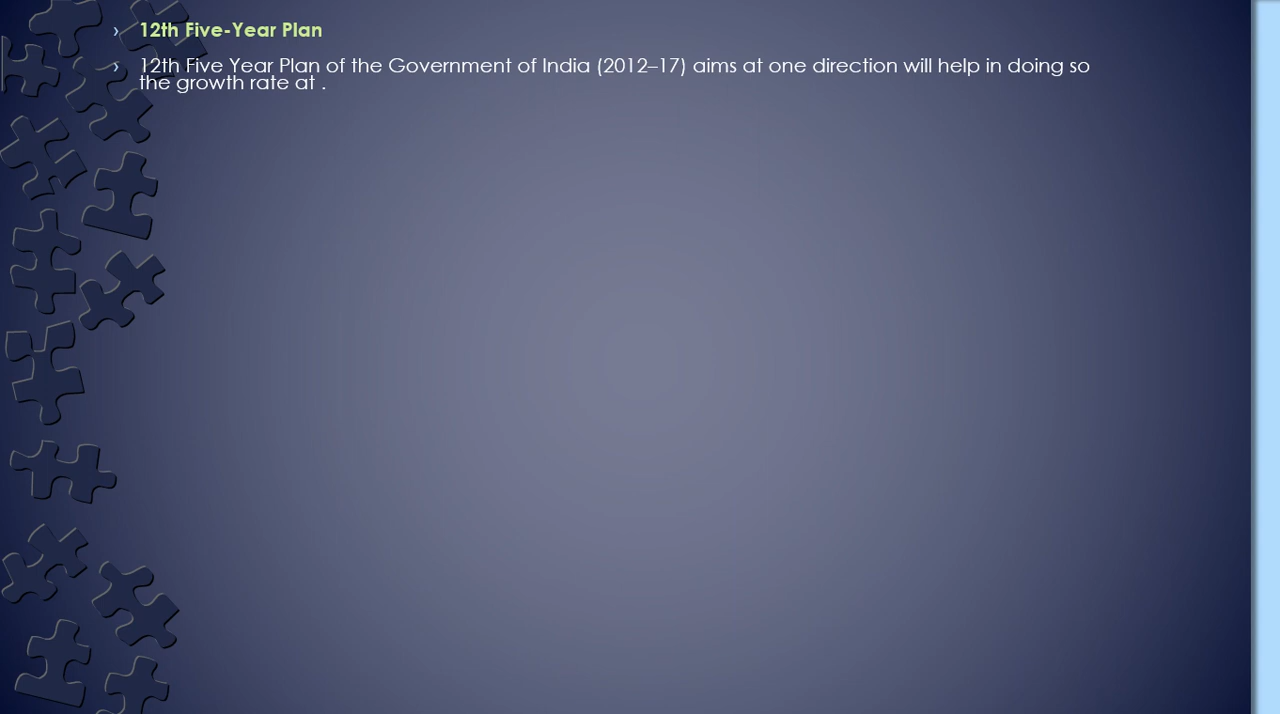 12th Five-Year Plan
12th Five Year Plan of the Government of India (2012–17) aims at one direction will help in doing so
the growth rate at .